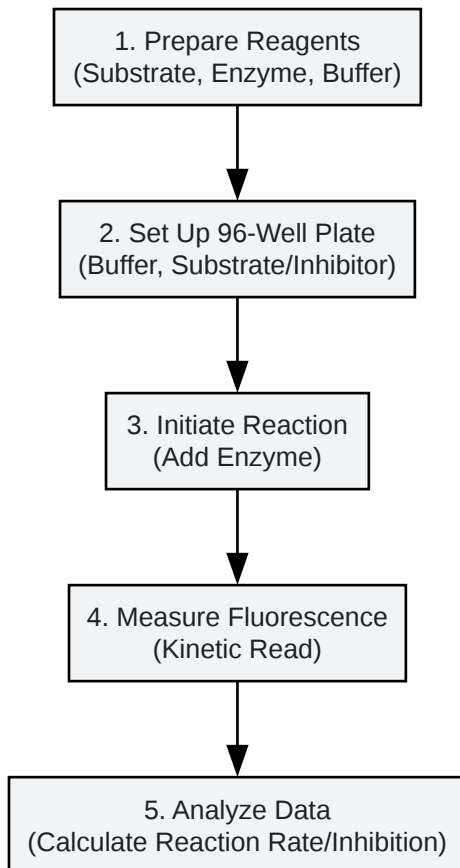 1. Prepare Reagents
(Substrate, Enzyme, Buffer)
2. Set Up 96-Well Plate
(Buffer, Substrate/Inhibitor)
3. Initiate Reaction
(Add Enzyme)
4. Measure Fluorescence
(Kinetic Read)
5. Analyze Data
(Calculate Reaction Rate/Inhibition)